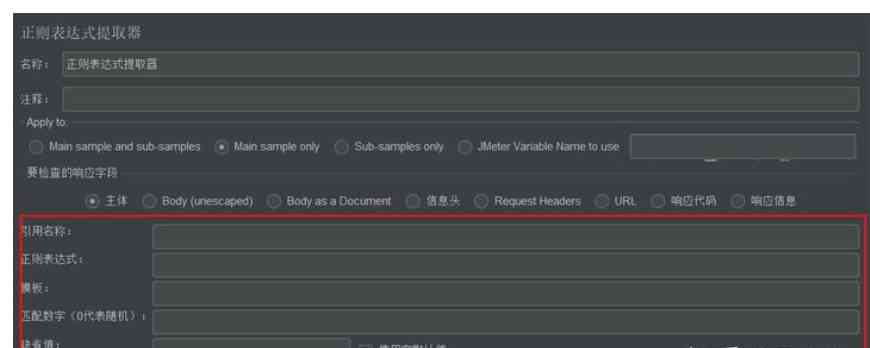 正则表达式提取器
名称： 正则表达式提取器
注释：
Apply to:
Main sample and sub-samples Main sample only Sub-samples only JMeter Variable Name to use
要检查的响应字段
主体 Body (unescaped) Body as a Document 信息头 Request Headers URL 响应代码 响应信息
引用名称：
正则表达式：
模板：
匹配数字（0代表随机）：
缺省值：